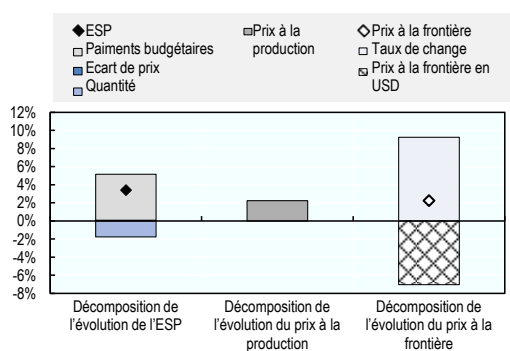 ESP
Paiments budgétaires
Ecart de prix
Quantité
Prix à la
production
Prix à la frontière
Taux de change
Prix à la frontière en
USD
12%
10%
8%
6%
4%
2%
0%
-2%
-4%
-6%
-8%
Décomposition de
l'évolution de l'ESP
Décomposition de
l'évolution du prix à la
production
Décomposition de
l'évolution du prix à la
frontière